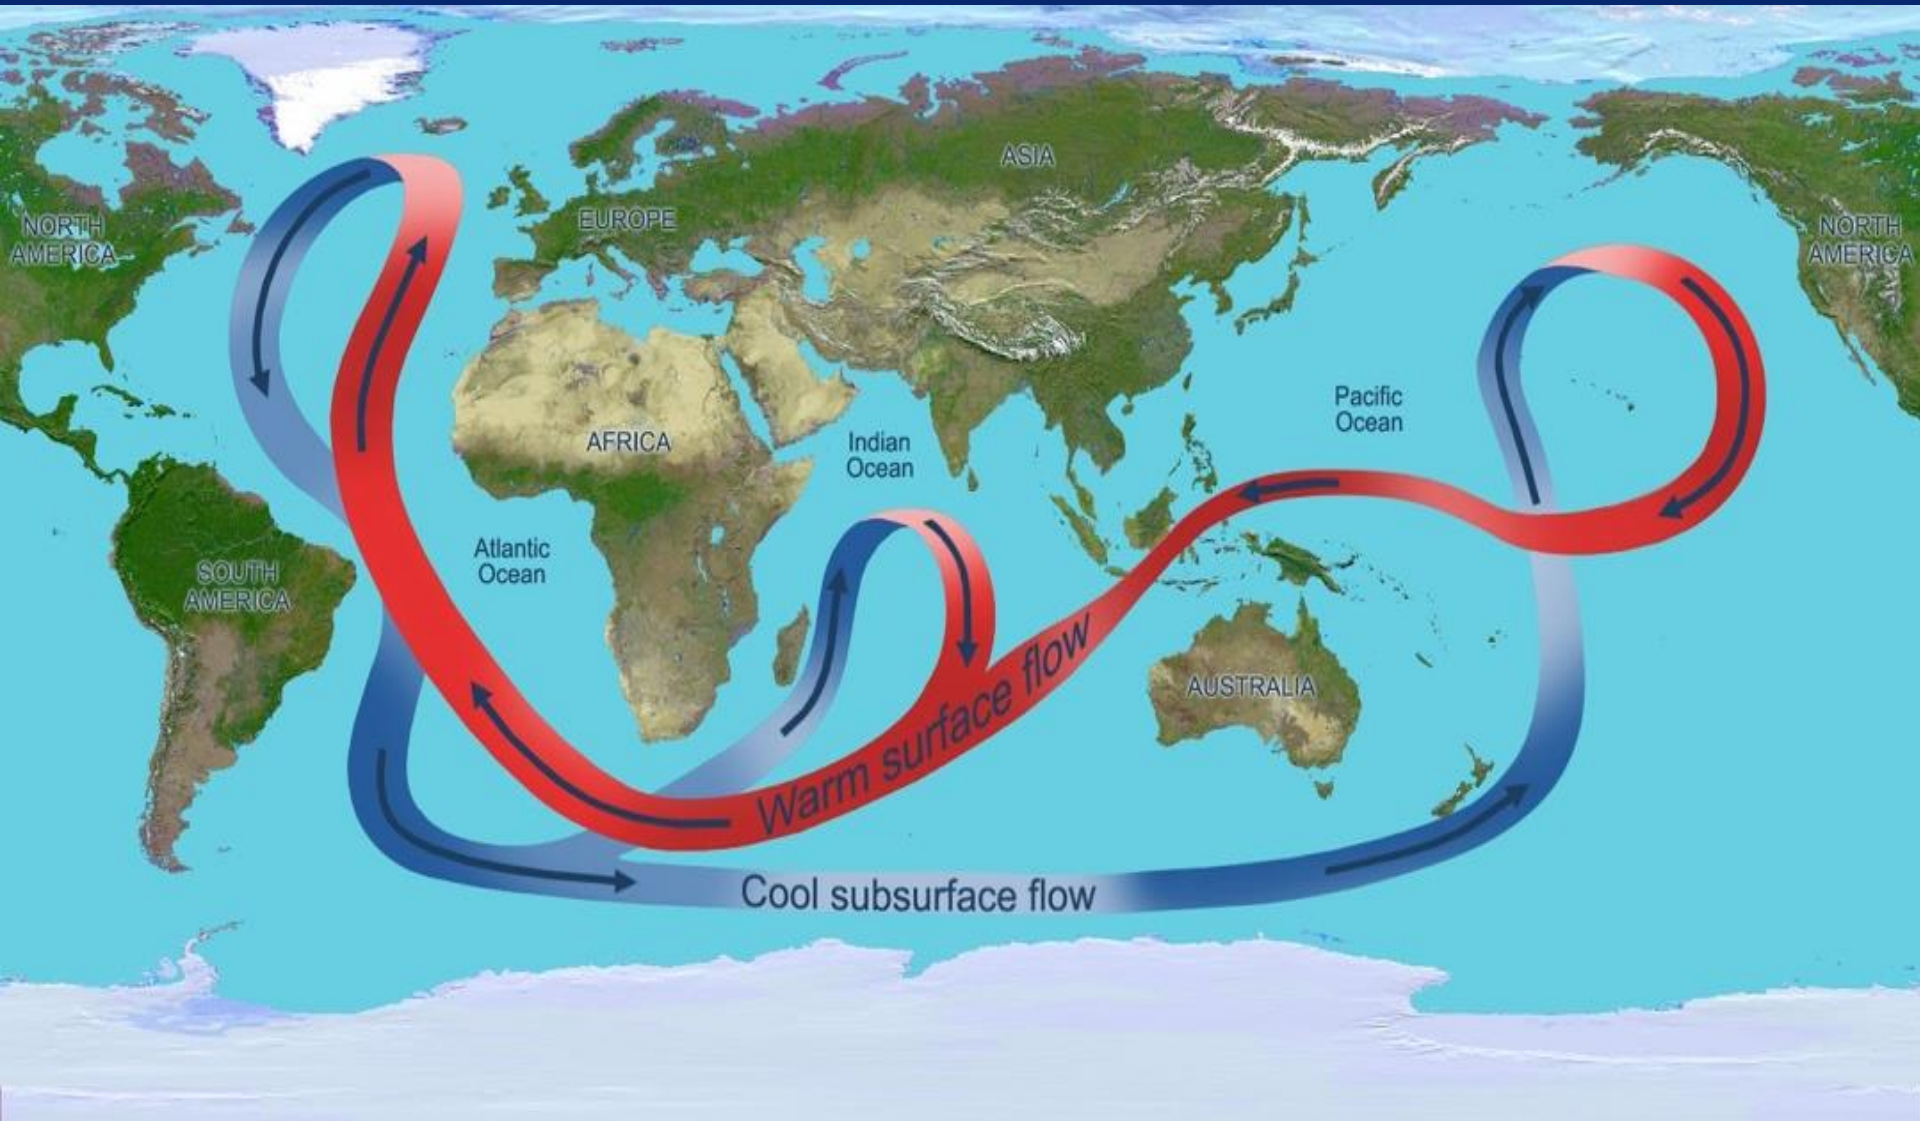 ASIA
NORTH
AMERICA
EUROPE
NORTH
AMERICA
Pacific
Ocean
AFRICA
Indian
Ocean
Atlantic
Ocean
SOUTH
AMERICA
AUSTRALIA
Warm surface flow
Cool subsurface flow